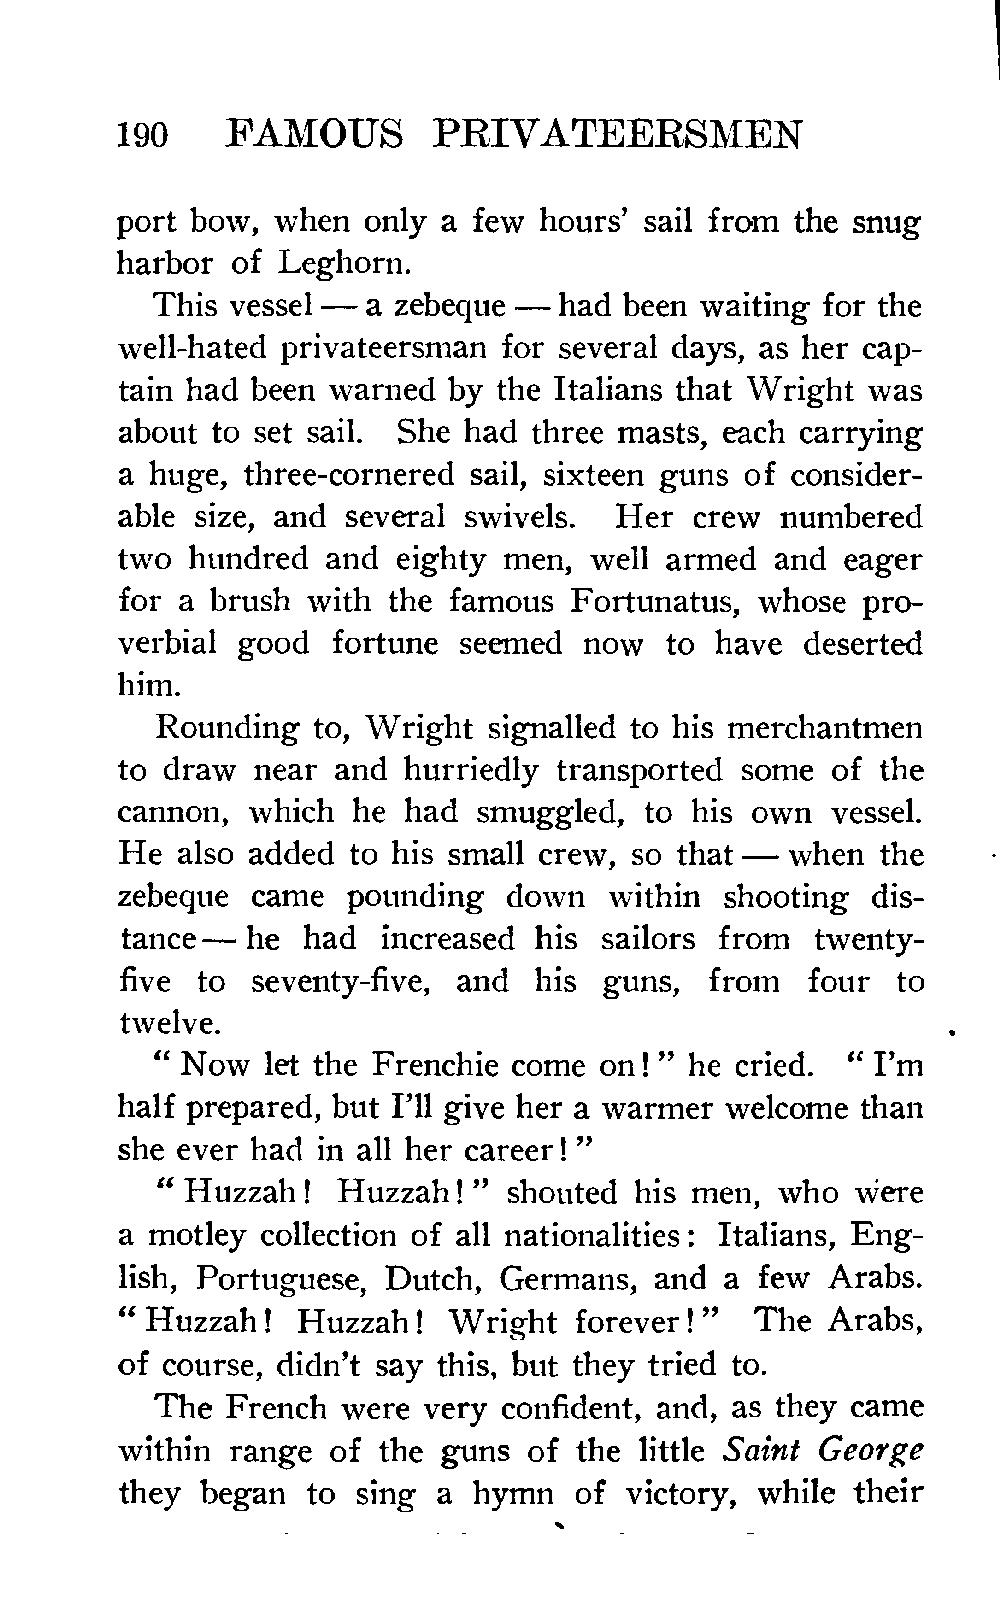 190 FAMOUS PRIVATEERSMEN
port bow, when only a few hours’ sail from the snug
harbor of Leghorn.
This vessel — a zebeque — had been waiting for the
well-hated privateersman for several days, as her cap-
tain had been warned by the Italians that Wright was
about to set sail. She had three masts, each carrying
a huge, three-cornered sail, sixteen guns of consider-
able size, and several swivels. Her crew numbered
two hundred and eighty men, well armed and eager
for a brush with the famous Fortunatus, whose pro-
verbial good fortune seemed now to have deserted
him.
Rounding to, Wright signalled to his merchantmen
to draw near and hurriedly transported some of the
cannon, which he had smuggled, to his own vessel.
He also added to his small crew, so that — when the
zebeque came pounding down within shooting dis-
tance — he had increased his sailors from twenty-
five to seventy-five, and his guns, from four to
twelve.
“ Now let the Frenchie come on! ” he cried. “ I’m
half prepared, but I’ll give her a warmer welcome than
she ever had in all her career! ”
“ Huzzah! Huzzah! ” shouted his men, who were
a motley collection of all nationalities: Italians, Eng-
lish, Portuguese, Dutch, Germans, and a few Arabs.
“ Huzzah! Huzzah! Wright forever! ” The Arabs,
of course, didn’t say this, but they tried to.
The French were very confident, and, as they came
within range of the guns of the little Saint George
they began to sing a hymn of victory, while their